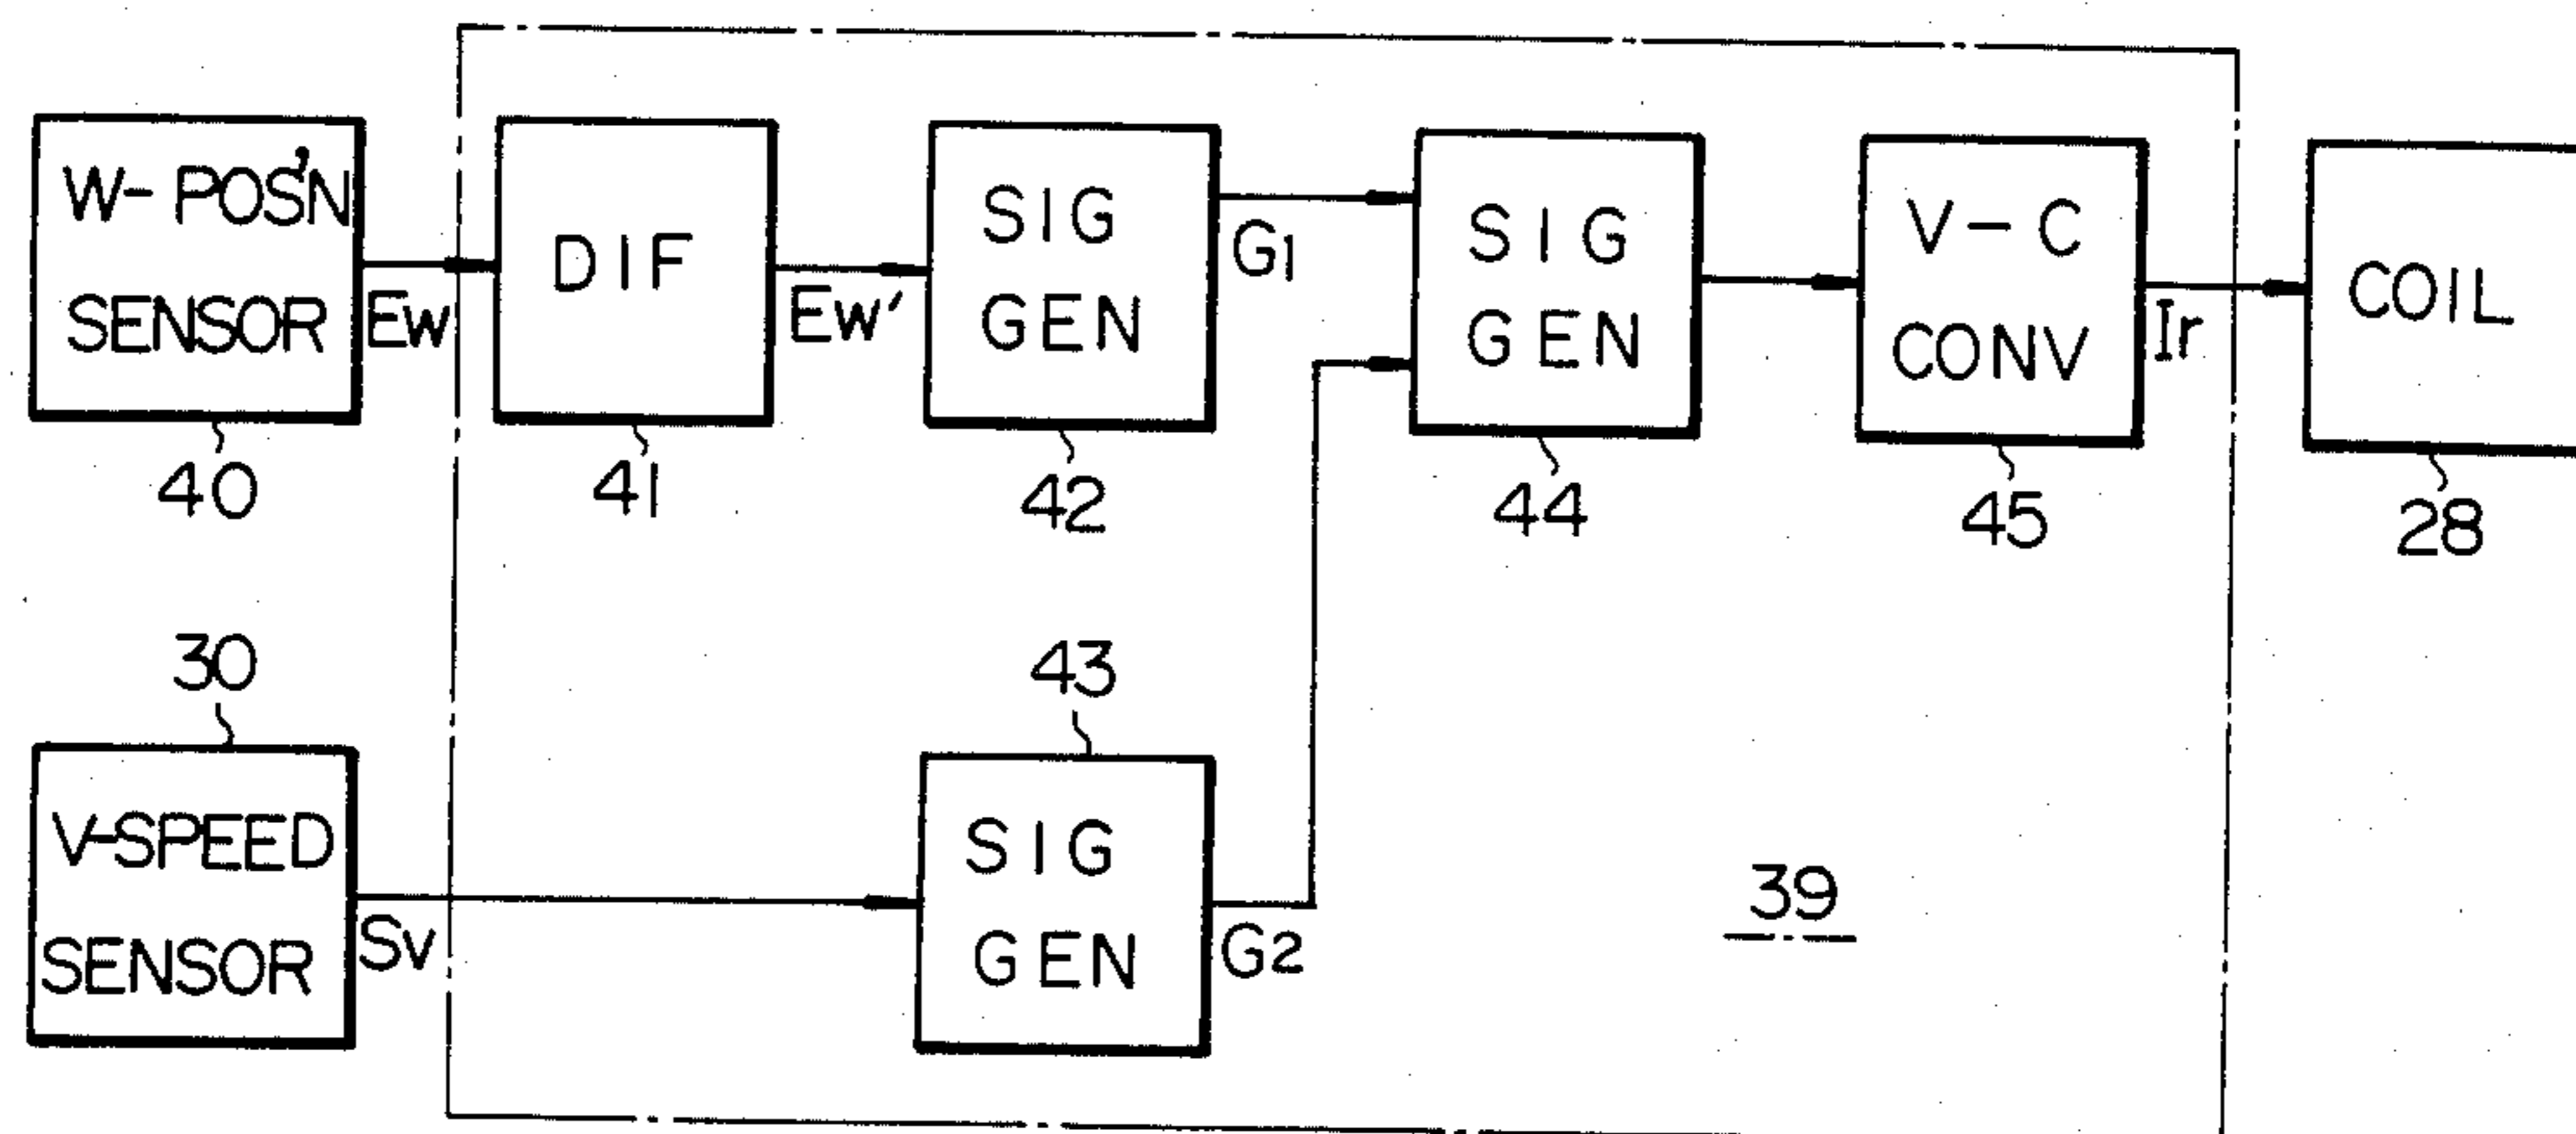 W-POS'N
SENSOR
Ew
40
DIF
Ew'
41
SIG
GEN
G1
42
SIG
GEN
44
V-C
CONV
Ir
45
COIL
28
30
V-SPEED
SENSOR
Sv
43
SIG
GEN
G2
39